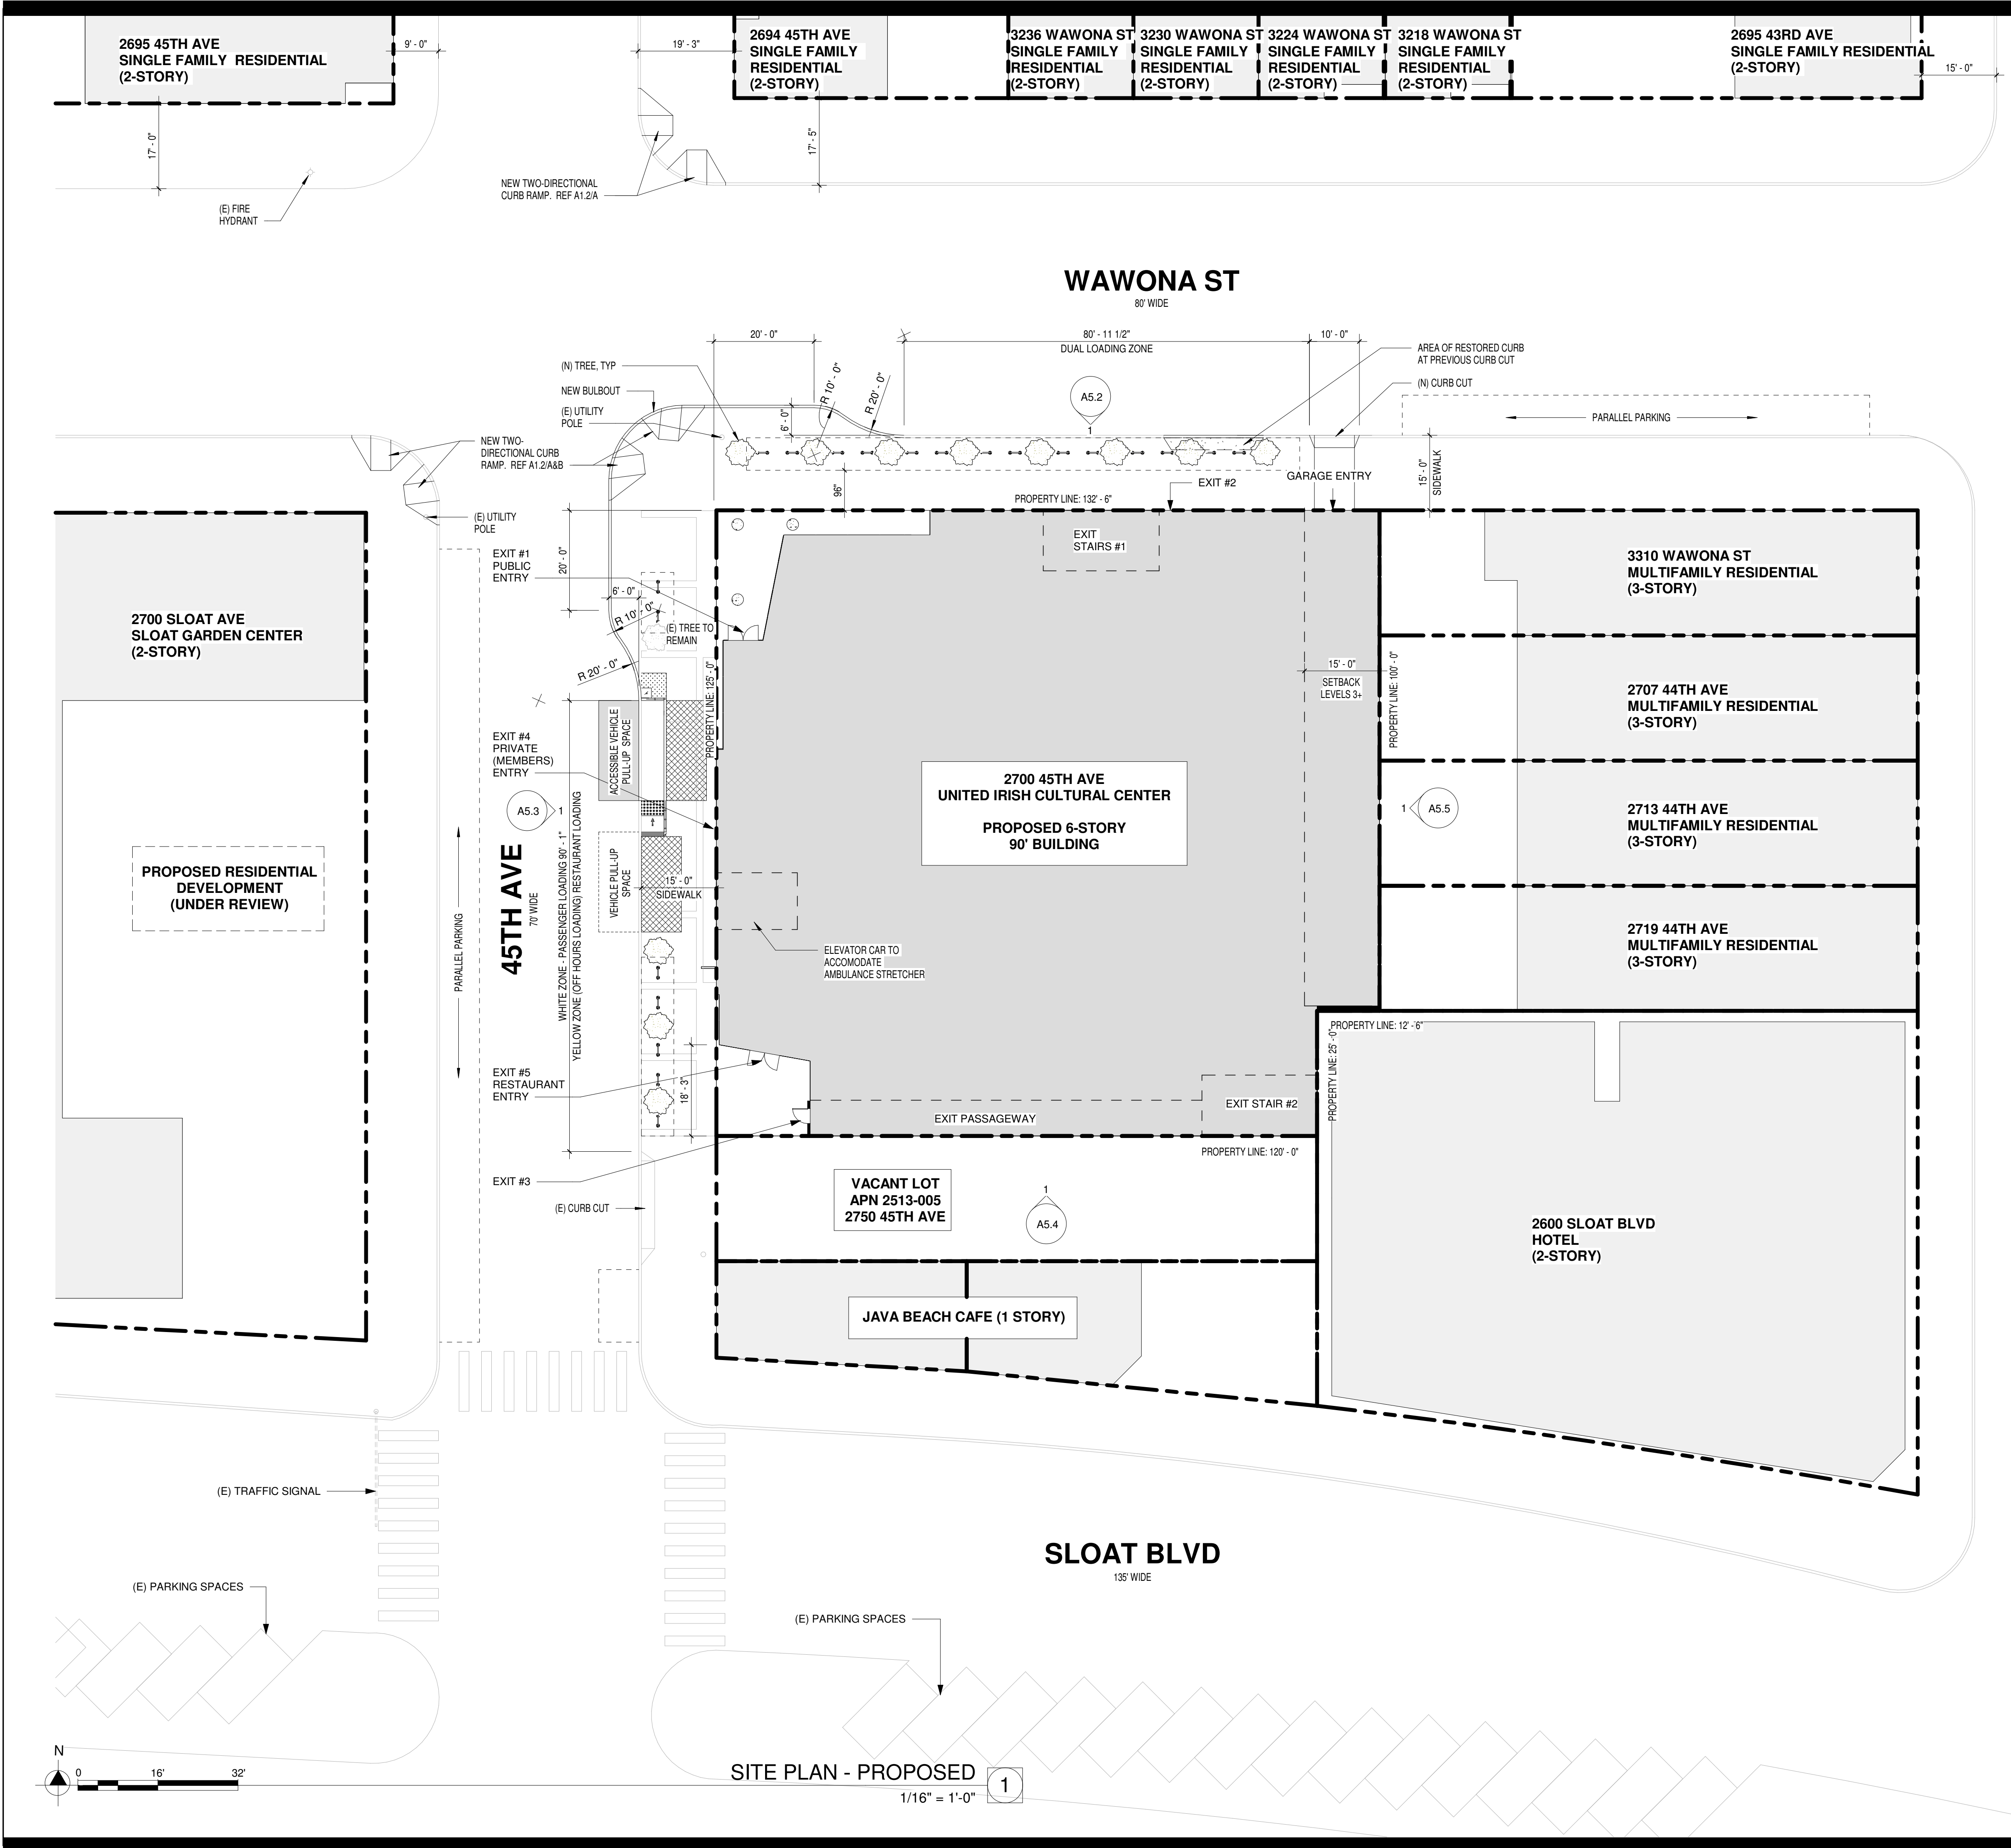 2695 45TH AVE
SINGLE FAMILY RESIDENTIAL
(2-STORY)
9' - 0"
17' - 0"
(E) FIRE
HYDRANT
19' - 3"
2694 45TH AVE
SINGLE FAMILY
RESIDENTIAL
(2-STORY)
17' - 5"
3236 WAWONA ST
SINGLE FAMILY
RESIDENTIAL
(2-STORY)
3230 WAWONA ST
SINGLE FAMILY
RESIDENTIAL
(2-STORY)
3224 WAWONA ST
SINGLE FAMILY
RESIDENTIAL
(2-STORY)
3218 WAWONA ST
SINGLE FAMILY
RESIDENTIAL
(2-STORY)
2695 43RD AVE
SINGLE FAMILY RESIDENTIAL
(2-STORY)
15' - 0"
NEW TWO-DIRECTIONAL
CURB RAMP. REF A1.2/A
WAWONA ST
80' WIDE
20' - 0"
80' - 11 1/2"
DUAL LOADING ZONE
10' - 0"
AREA OF RESTORED CURB
AT PREVIOUS CURB CUT
(N) CURB CUT
(N) TREE, TYP
NEW BULBOUT
(E) UTILITY
POLE
R 10' - 0"
R 20' - 0"
6' - 0"
A5.2
1
PARALLEL PARKING
NEW TWO-
DIRECTIONAL CURB
RAMP. REF A1.2/A&B
(E) UTILITY
POLE
96"
EXIT #2
GARAGE ENTRY
15' - 0"
SIDEWALK
PROPERTY LINE: 132' - 6"
EXIT
STAIRS #1
EXIT #1
PUBLIC
ENTRY
20' - 0"
6' - 0"
R 10' - 0"
(E) TREE TO
REMAIN
R 20' - 0"
PROPERTY LINE: 125' - 0"
15' - 0"
SETBACK
LEVELS 3+
PROPERTY LINE: 100' - 0"
3310 WAWONA ST
MULTIFAMILY RESIDENTIAL
(3-STORY)
2700 SLOAT AVE
SLOAT GARDEN CENTER
(2-STORY)
2707 44TH AVE
MULTIFAMILY RESIDENTIAL
(3-STORY)
EXIT #4
PRIVATE
(MEMBERS)
ENTRY
ACCESSIBLE VEHICLE
PULL-UP SPACE
A5.3
1
2700 45TH AVE
UNITED IRISH CULTURAL CENTER
PROPOSED 6-STORY
90' BUILDING
1
A5.5
2713 44TH AVE
MULTIFAMILY RESIDENTIAL
(3-STORY)
PROPOSED RESIDENTIAL
DEVELOPMENT
(UNDER REVIEW)
PARALLEL PARKING
45TH AVE
70' WIDE
WHITE ZONE - PASSENGER LOADING 90' - 1"
YELLOW ZONE (OFF HOURS LOADING) RESTAURANT LOADING
VEHICLE PULL-UP
SPACE
15' - 0"
SIDEWALK
ELEVATOR CAR TO
ACCOMODATE
AMBULANCE STRETCHER
2719 44TH AVE
MULTIFAMILY RESIDENTIAL
(3-STORY)
PROPERTY LINE: 12' - 6"
PROPERTY LINE: 25' - 0"
EXIT #5
RESTAURANT
ENTRY
18' - 3"
EXIT PASSAGEWAY
EXIT STAIR #2
PROPERTY LINE: 120' - 0"
EXIT #3
(E) CURB CUT
VACANT LOT
APN 2513-005
2750 45TH AVE
1
A5.4
2600 SLOAT BLVD
HOTEL
(2-STORY)
JAVA BEACH CAFE (1 STORY)
(E) TRAFFIC SIGNAL
SLOAT BLVD
135' WIDE
(E) PARKING SPACES
(E) PARKING SPACES
N
0
16'
32'
SITE PLAN - PROPOSED
1
1/16" = 1'-0"